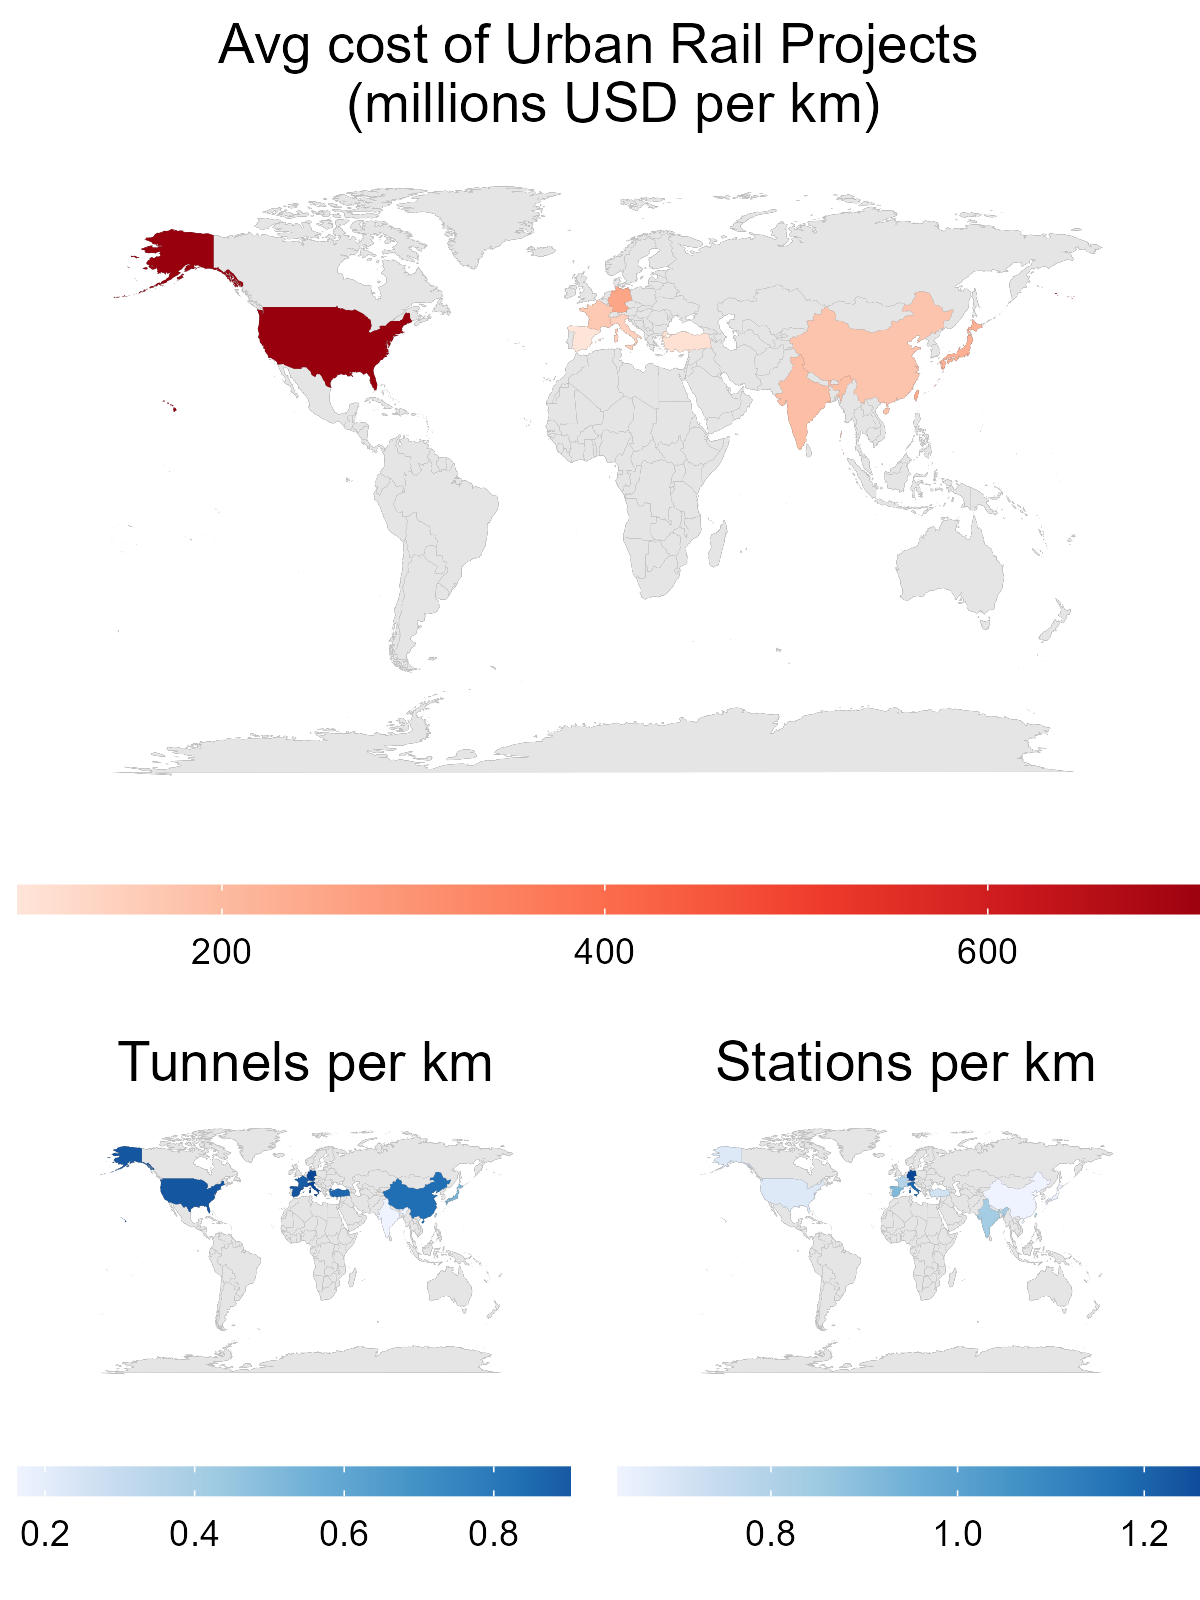 Avg cost of Urban Rail Projects
(millions USD per km)
200 400 600
Tunnels per km
Stations per km
0.2 0.4 0.6 0.8
0.8 1.0 1.2